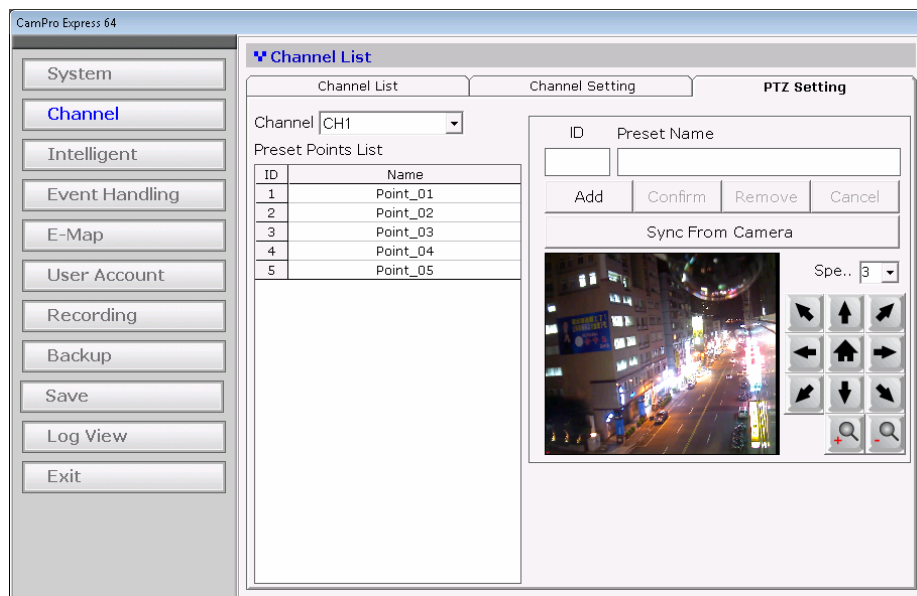 CamPro Express 64
System
Channel
Intelligent
Event Handling
E-Map
User Account
Recording
Backup
Save
Log View
Exit
Channel List
Channel List
Channel Setting
PTZ Setting
Channel CH1
Preset Points List
ID Name
1 Point_01
2 Point_02
3 Point_03
4 Point_04
5 Point_05
ID Preset Name
Add Confirm Remove Cancel
Sync From Camera
Spe.. 3